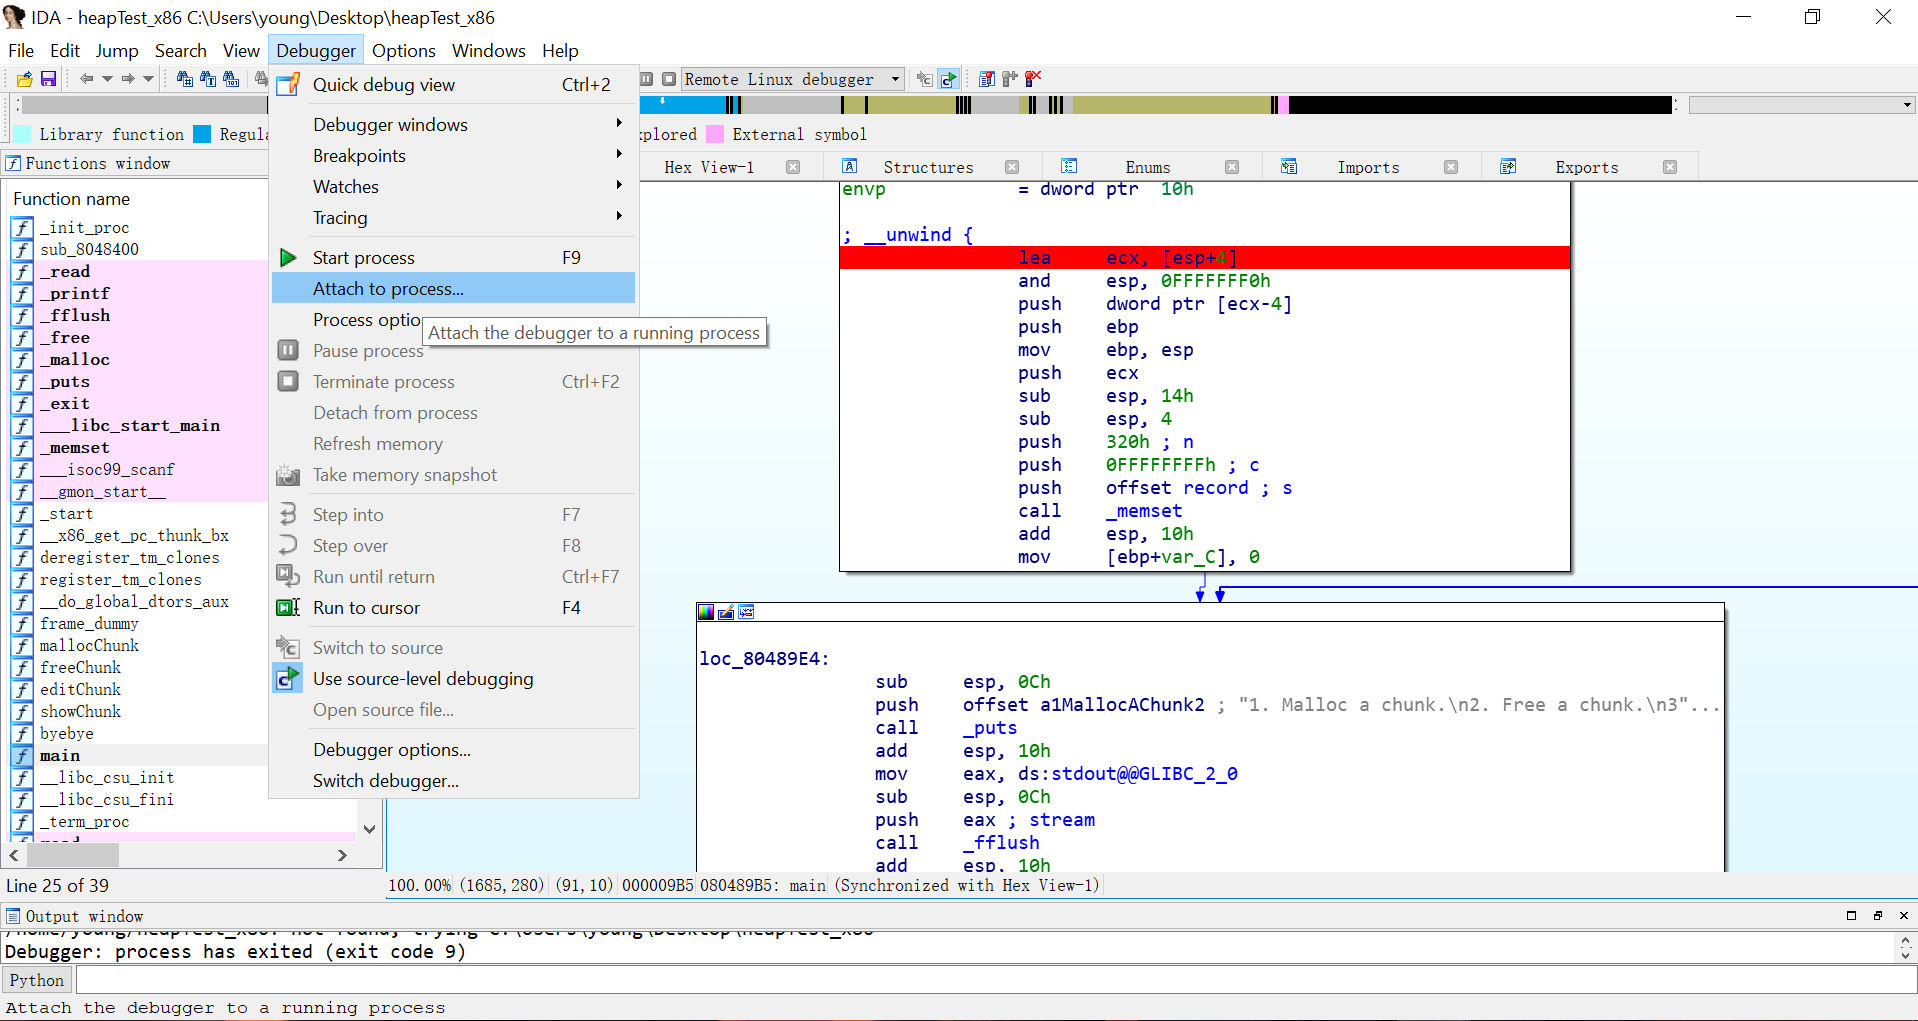 IDA - heapTest_x86 C:\Users\young\Desktop\heapTest_x86
File Edit Jump Search View Debugger Options Windows Help
Remote Linux debugger
Library function
External symbol
Functions window
Hex View-1
Structures
Enums
Imports
Exports
Function name
_init_proc
sub_8048400
_read
_printf
_fflush
_free
_malloc
_puts
_exit
___libc_start_main
_memset
___isoc99_scanf
__gmon_start__
_start
__x86_get_pc_thunk_bx
deregister_tm_clones
register_tm_clones
__do_global_dtors_aux
frame_dummy
mallocChunk
freeChunk
editChunk
showChunk
byebye
main
__libc_csu_init
__libc_csu_fini
_term_proc
Line 25 of 39
Quick debug view Ctrl+2
Debugger windows
Breakpoints
Watches
Tracing
Start process F9
Attach to process...
Process optio
Attach the debugger to a running process
Pause process
Terminate process Ctrl+F2
Detach from process
Refresh memory
Take memory snapshot
Step into F7
Step over F8
Run until return Ctrl+F7
Run to cursor F4
Switch to source
Use source-level debugging
Open source file...
Debugger options...
Switch debugger...
envp = dword ptr 10h
; __unwind {
lea ecx, [esp+4]
and esp, 0FFFFFFF0h
push dword ptr [ecx-4]
push ebp
mov ebp, esp
push ecx
sub esp, 14h
sub esp, 4
push 320h ; n
push 0FFFFFFFFh ; c
push offset record ; s
call _memset
add esp, 10h
mov [ebp+var_C], 0
loc_80489E4:
sub esp, 0Ch
push offset a1MallocAChunk2 ; "1. Malloc a chunk.\n2. Free a chunk.\n3"...
call _puts
add esp, 10h
mov eax, ds:stdout@@GLIBC_2_0
sub esp, 0Ch
push eax ; stream
call _fflush
add esp, 10h
100.00% (1685,280) (91,10) 000009B5 080489B5: main (Synchronized with Hex View-1)
Output window
/home/young/heapTest_x86: not found, trying C:\Users\young\Desktop\heapTest_x86
Debugger: process has exited (exit code 9)
Python
Attach the debugger to a running process